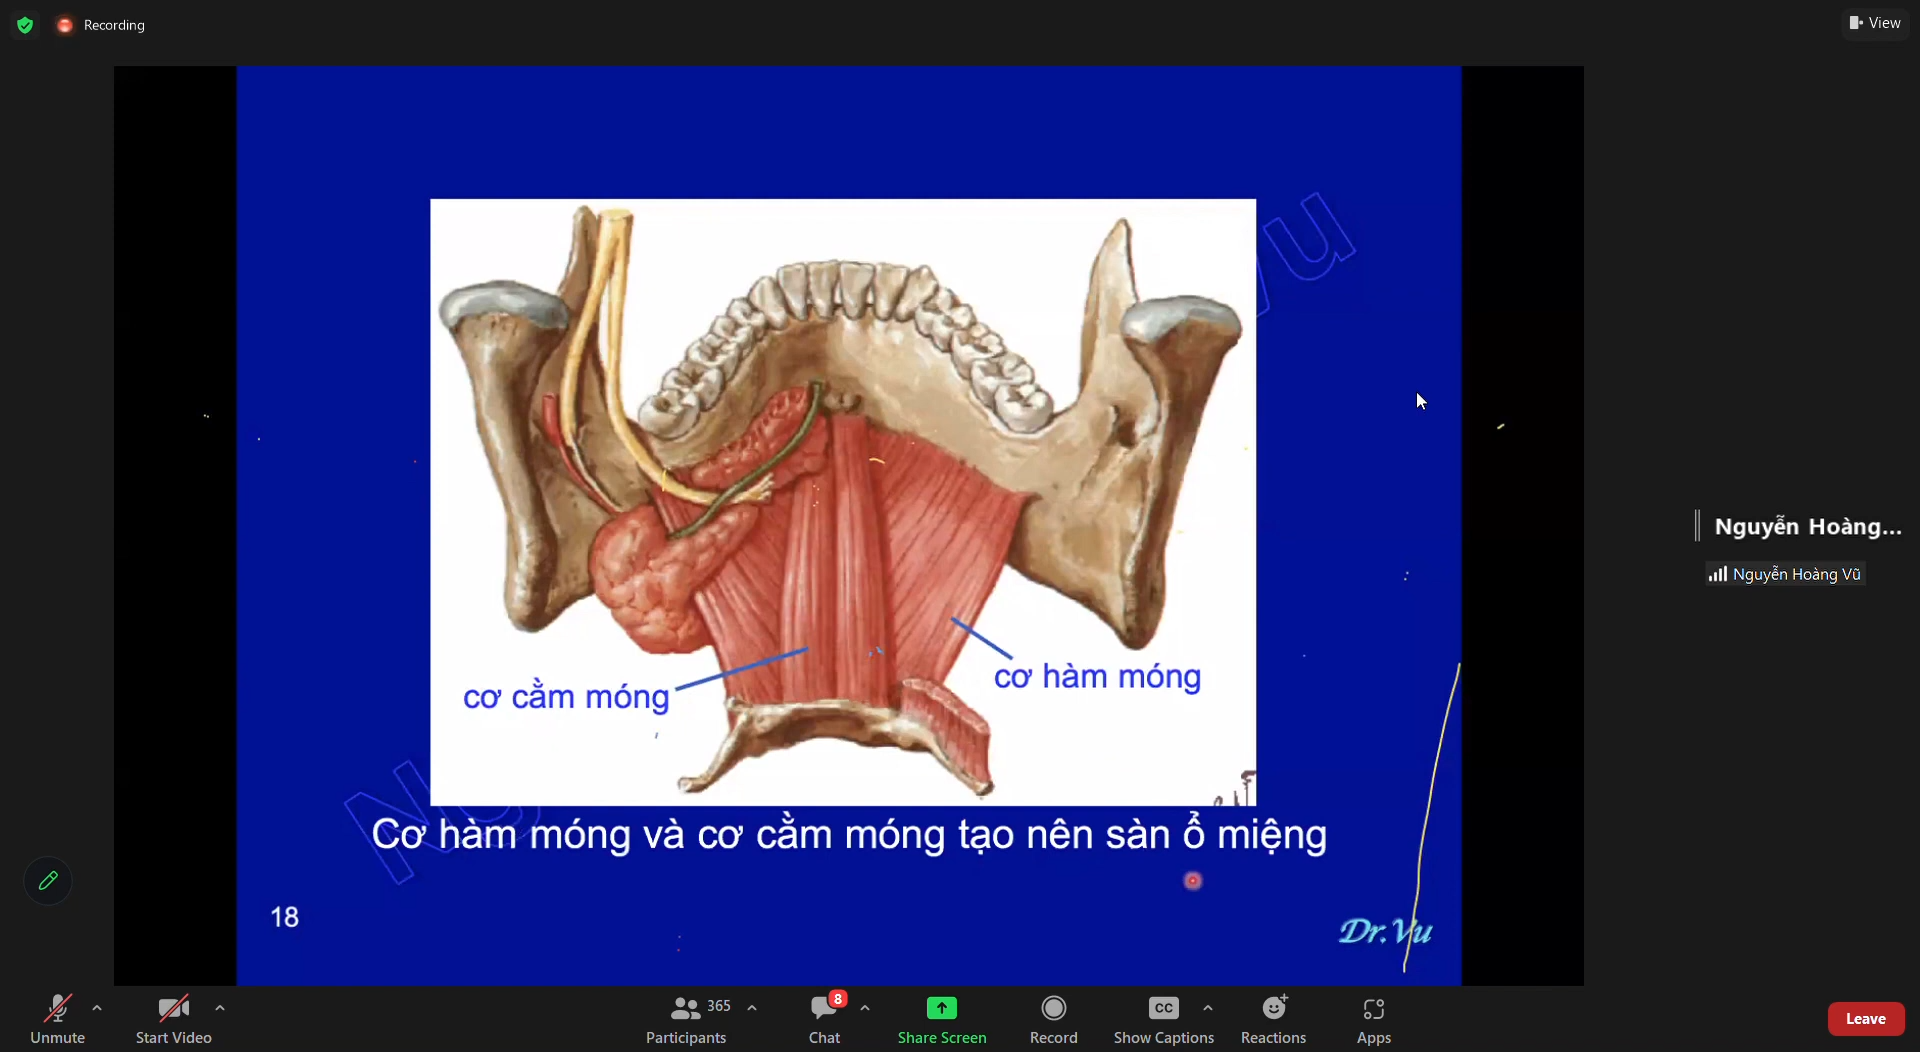 Recording
View
cơ cằm móng
cơ hàm móng
Cơ hàm móng và cơ cằm móng tạo nên sàn ổ miệng
18
Dr.Vu
Nguyễn Hoàng...
Nguyễn Hoàng Vũ
Unmute
Start Video
365
Participants
8
Chat
Share Screen
Record
CC
Show Captions
Reactions
Apps
Leave